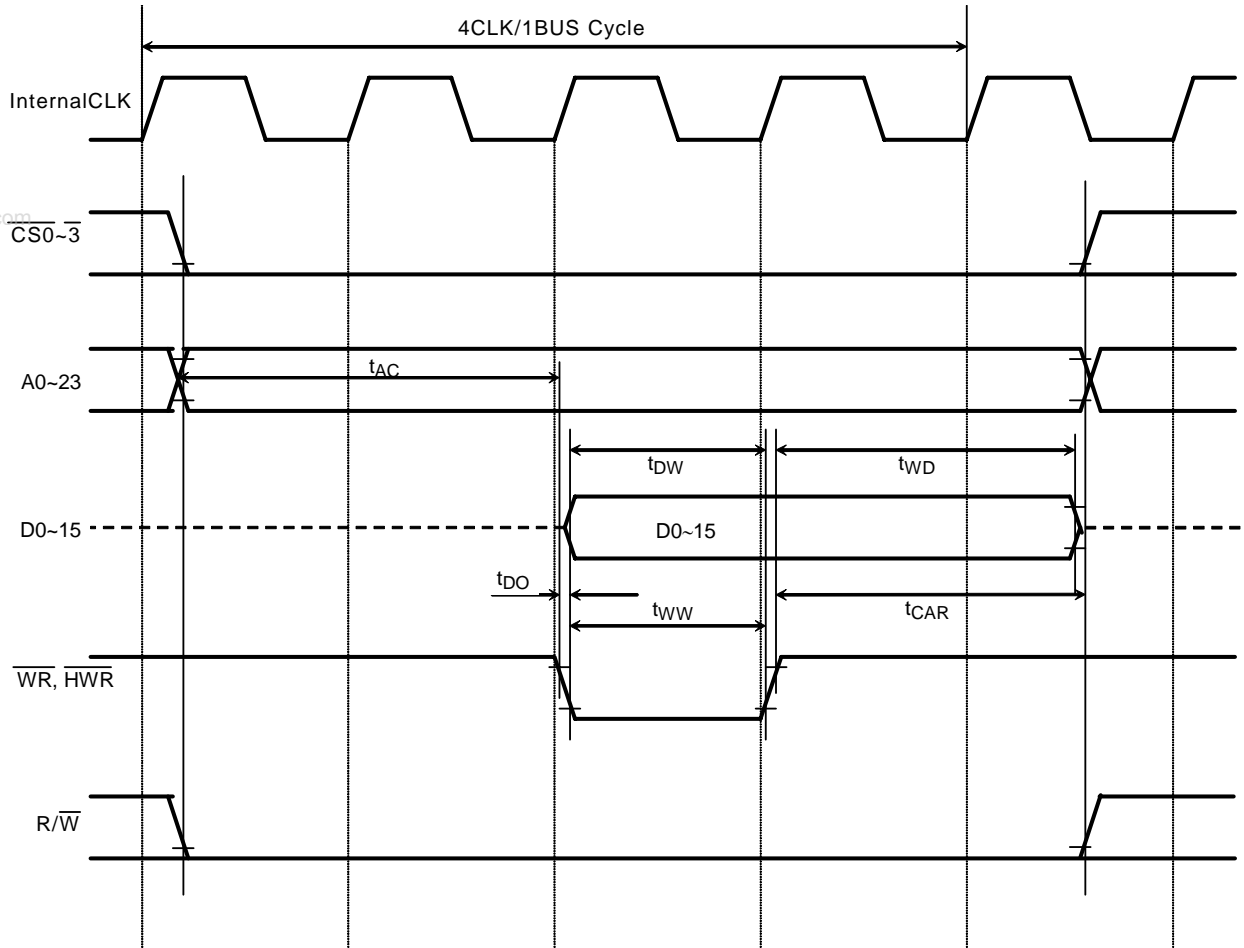 4CLK/1BUS Cycle
InternalCLK
com
CS0~3
A0~23
tAC
tDW
tWD
D0~15
D0~15
tDO
tWW
tCAR
WR, HWR
R/W